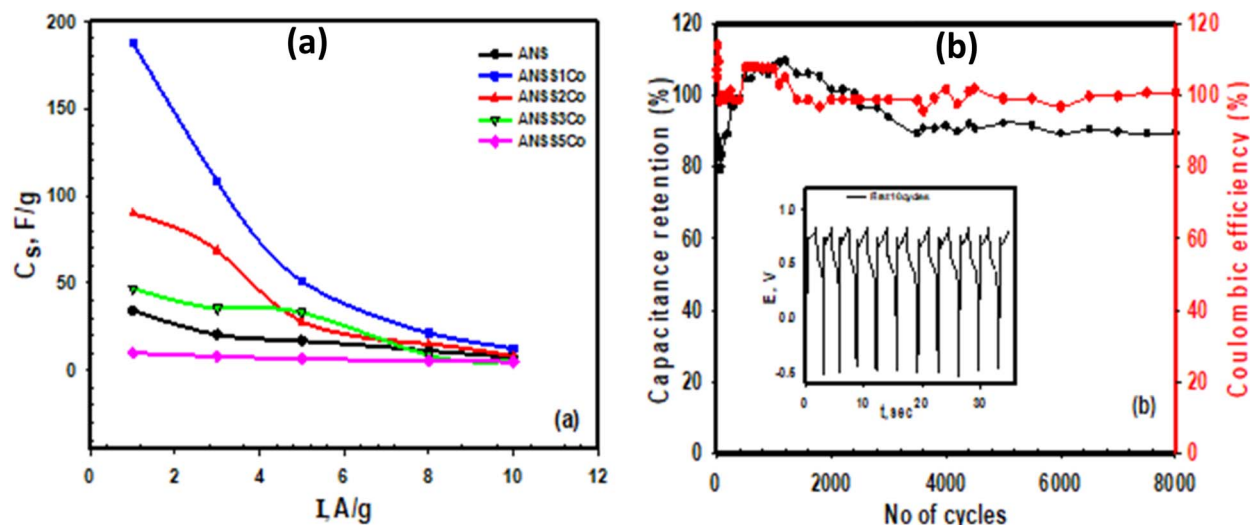 (a)
C_s, F/g
200
150
100
50
0
ANS
ANSS1Co
ANSS2Co
ANSS3Co
ANSS5Co
(a)
0 2 4 6 8 10 12
I, A/g
(b)
Capacitance retention (%)
120
100
80
60
40
20
0
E, V
1.0
0.5
0.0
-0.5
0 10 20 30
t, sec
(b)
120
100
80
60
40
20
0
Coulombic efficiency (%)
0 2000 4000 6000 8000
No of cycles